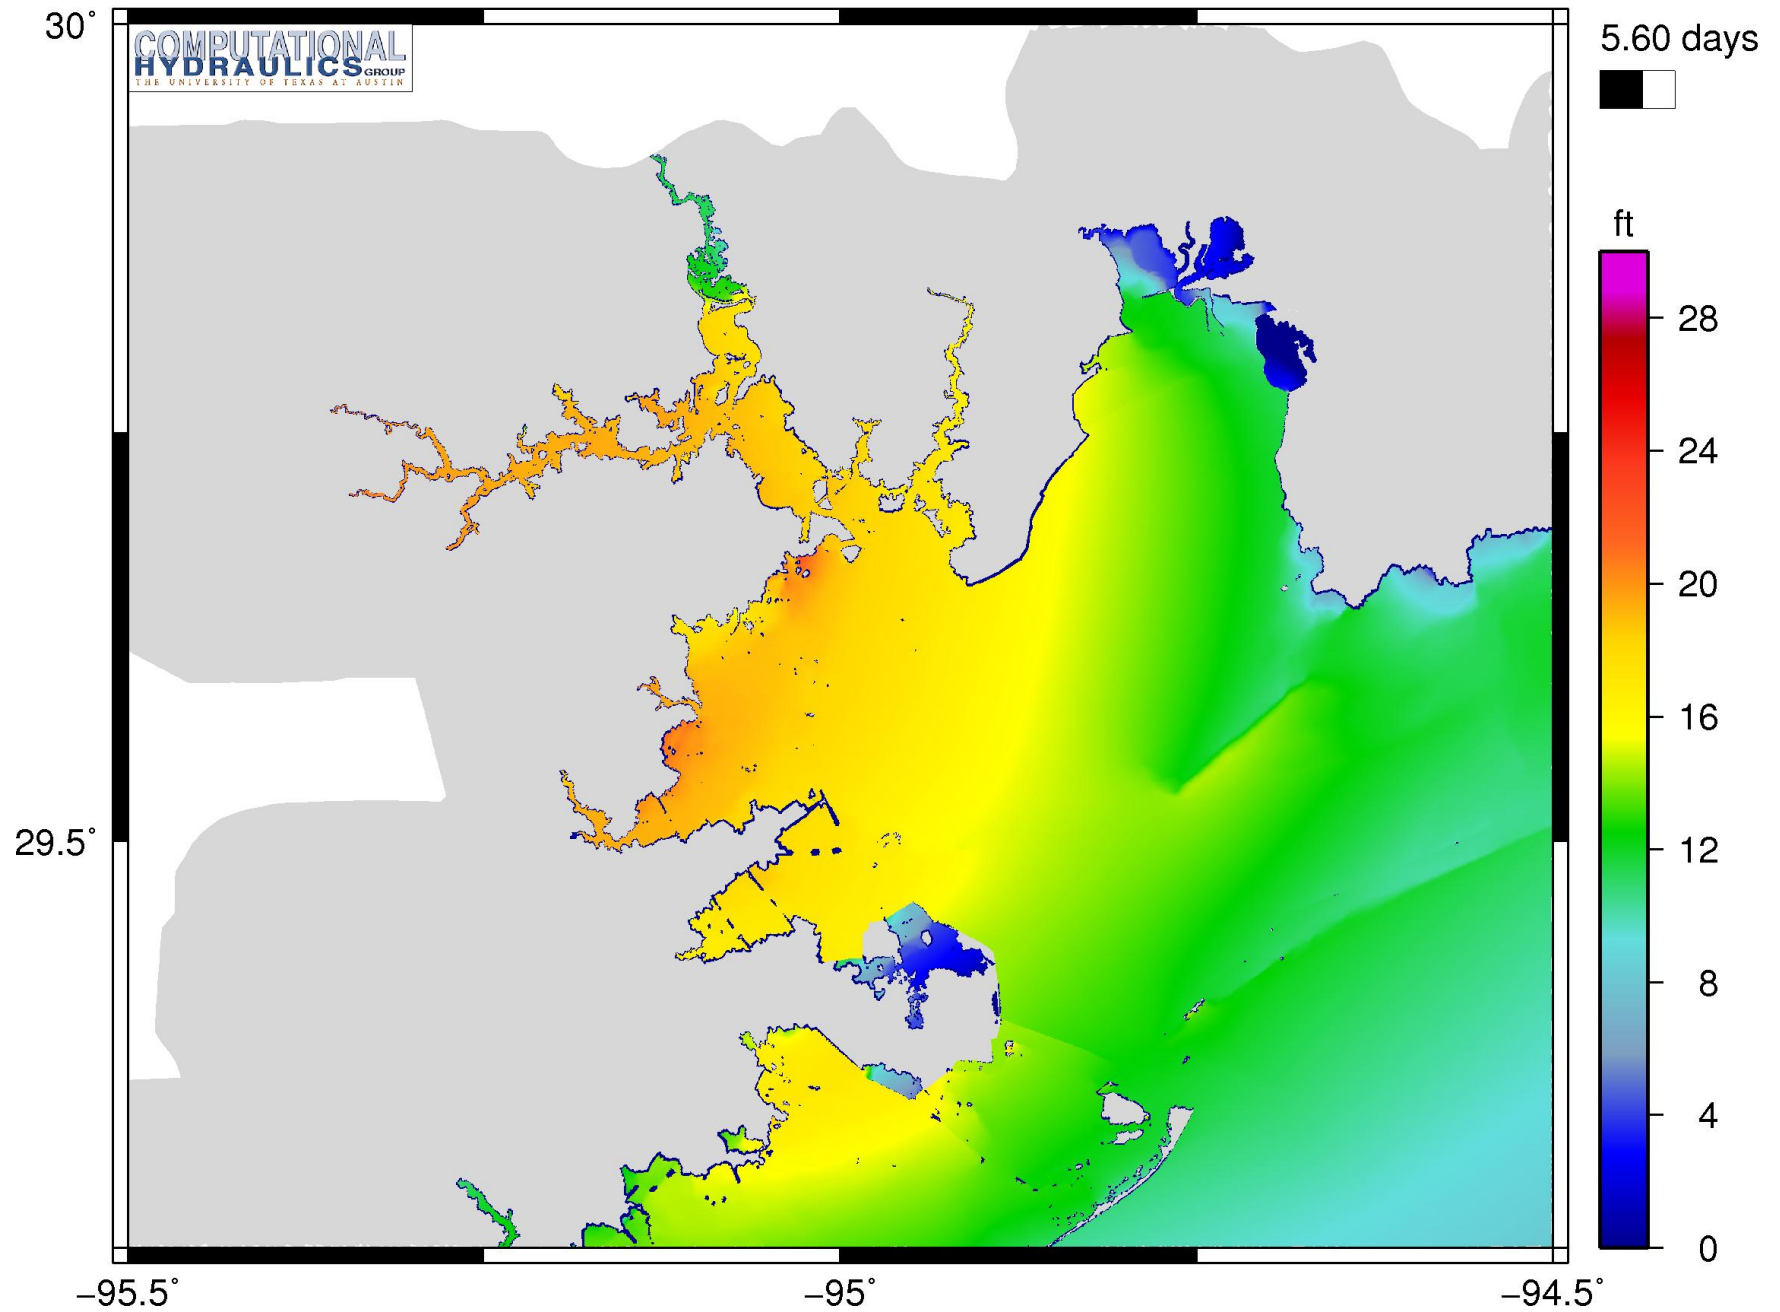 30°
COMPUTATIONAL
HYDRAULICS GROUP
THE UNIVERSITY OF TEXAS AT AUSTIN
5.60 days
ft
28
24
20
16
12
8
4
0
29.5°
−95.5°
−95°
−94.5°